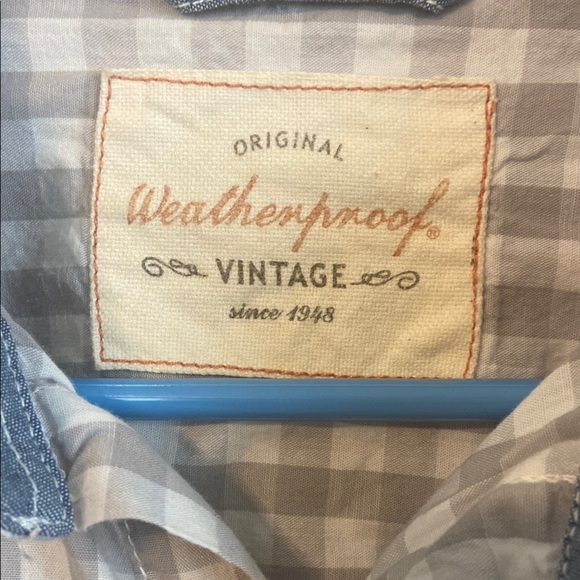 ORIGINAL
Weatherproof®
VINTAGE
since 1948